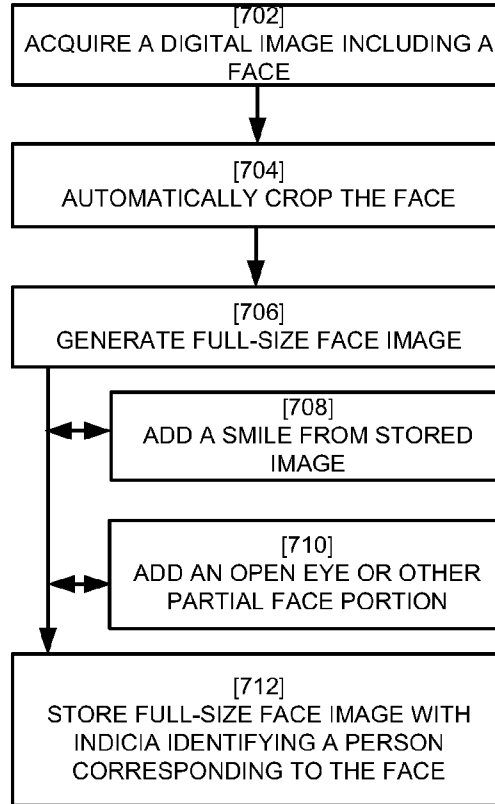 [702]
ACQUIRE A DIGITAL IMAGE INCLUDING A
FACE
[704]
AUTOMATICALLY CROP THE FACE
[706]
GENERATE FULL-SIZE FACE IMAGE
[708]
ADD A SMILE FROM STORED
IMAGE
[710]
ADD AN OPEN EYE OR OTHER
PARTIAL FACE PORTION
[712]
STORE FULL-SIZE FACE IMAGE WITH
INDICIA IDENTIFYING A PERSON
CORRESPONDING TO THE FACE